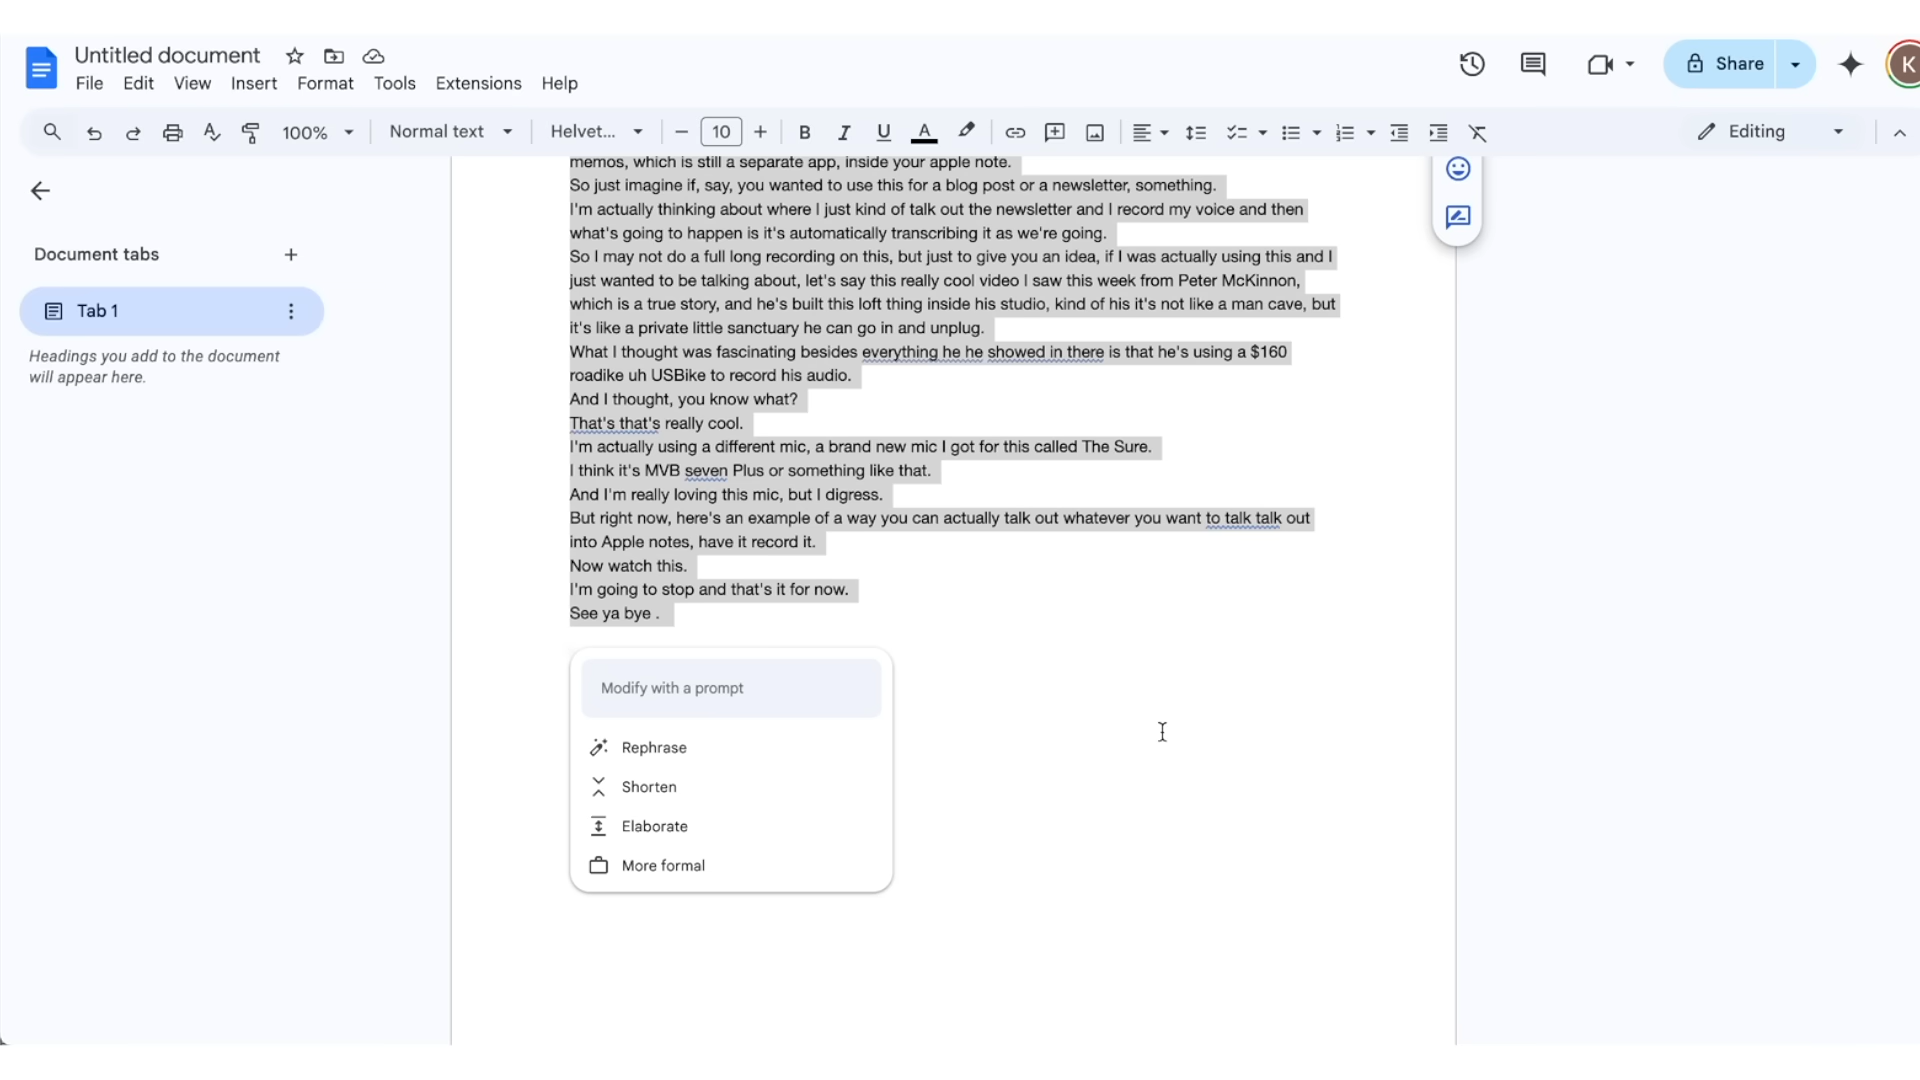 Untitled document
File Edit View Insert Format Tools Extensions Help
Share
K
100% Normal text Helvet... 10 B I U A Editing
Document tabs
Tab 1
Headings you add to the document
will appear here.
memos, which is still a separate app, inside your apple note.
So just imagine if, say, you wanted to use this for a blog post or a newsletter, something.
I'm actually thinking about where I just kind of talk out the newsletter and I record my voice and then
what's going to happen is it's automatically transcribing it as we're going.
So I may not do a full long recording on this, but just to give you an idea, if I was actually using this and I
just wanted to be talking about, let's say this really cool video I saw this week from Peter McKinnon,
which is a true story, and he's built this loft thing inside his studio, kind of his it's not like a man cave, but
it's like a private little sanctuary he can go in and unplug.
What I thought was fascinating besides everything he he showed in there is that he's using a $160
roadike uh USBike to record his audio.
And I thought, you know what?
That's that's really cool.
I'm actually using a different mic, a brand new mic I got for this called The Sure.
I think it's MVB seven Plus or something like that.
And I'm really loving this mic, but I digress.
But right now, here's an example of a way you can actually talk out whatever you want to talk talk out
into Apple notes, have it record it.
Now watch this.
I'm going to stop and that's it for now.
See ya bye .
Modify with a prompt
Rephrase
Shorten
Elaborate
More formal